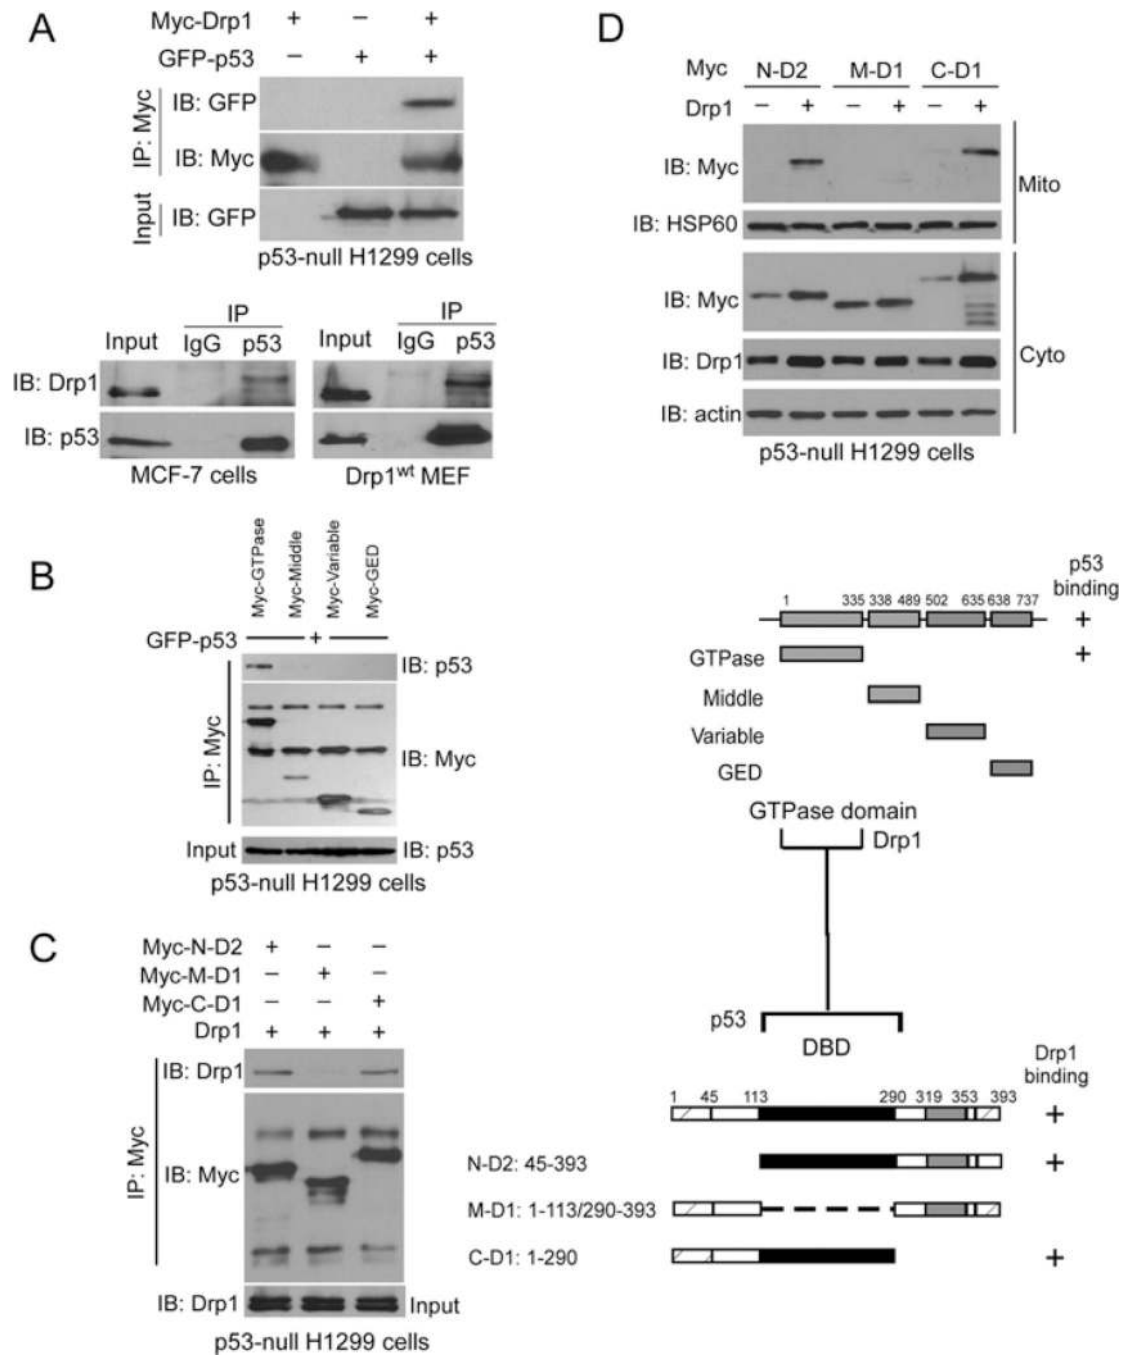 A
Myc-Drp1 + − +
GFP-p53 − + +
IP: Myc
IB: GFP
IB: Myc
Input
IB: GFP
p53-null H1299 cells
IP IP
Input IgG p53 Input IgG p53
IB: Drp1
IB: p53
MCF-7 cells Drp1wt MEF
B
Myc-GTPase
Myc-Middle
Myc-Variable
Myc-GED
GFP-p53 +
IB: p53
IP: Myc
IB: Myc
Input IB: p53
p53-null H1299 cells
C
Myc-N-D2 + − −
Myc-M-D1 − + −
Myc-C-D1 − − +
Drp1 + + +
IP: Myc
IB: Drp1
IB: Myc
IB: Drp1 Input
p53-null H1299 cells
D
Myc N-D2 M-D1 C-D1
Drp1 − + − + − +
IB: Myc
Mito
IB: HSP60
IB: Myc
IB: Drp1
Cyto
IB: actin
p53-null H1299 cells
p53
binding
1 335 338 489 502 635 638 737
+
GTPase +
Middle
Variable
GED
GTPase domain
Drp1
p53
DBD
Drp1
binding
1 45 113 290 319 353 393
+
N-D2: 45-393 +
M-D1: 1-113/290-393
C-D1: 1-290 +